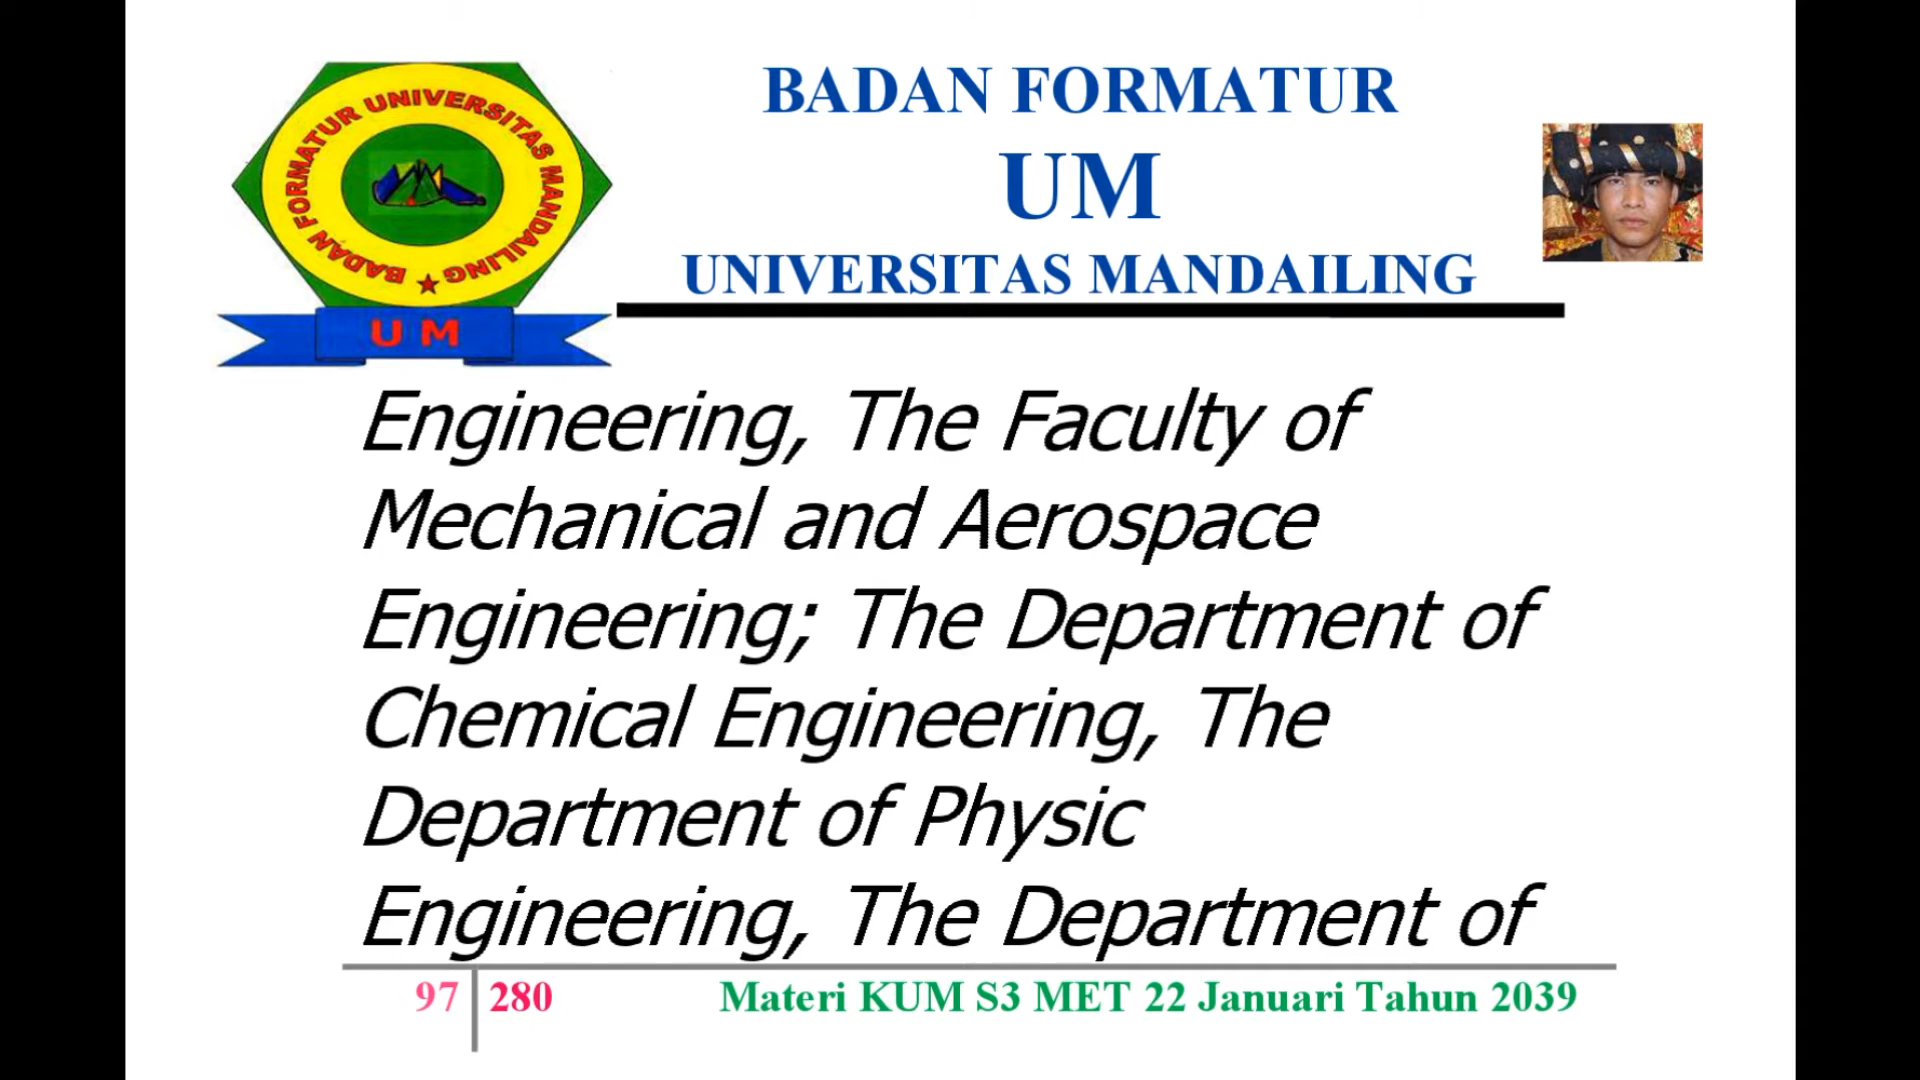 BADAN FORMATUR UNIVERSITAS MANDAILING
U M
BADAN FORMATUR
UM
UNIVERSITAS MANDAILING
Engineering, The Faculty of
Mechanical and Aerospace
Engineering; The Department of
Chemical Engineering, The
Department of Physic
Engineering, The Department of
97 280 Materi KUM S3 MET 22 Januari Tahun 2039